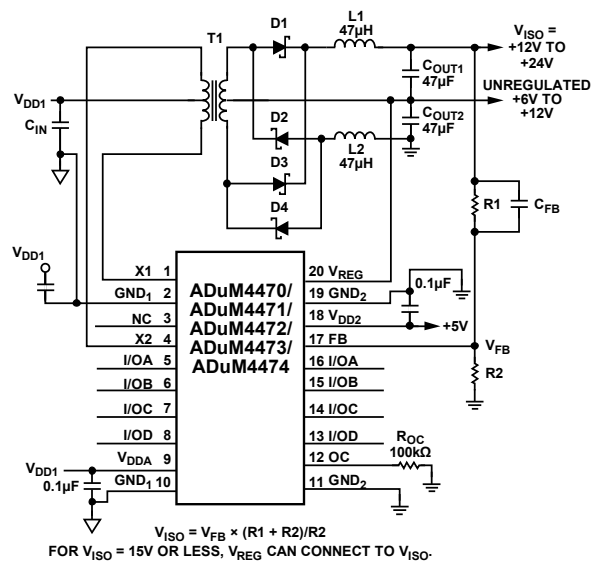 T1
D1
L1
47µH
V_ISO =
+12V TO
+24V
C_OUT1
47µF
UNREGULATED
+6V TO
+12V
V_DD1
C_IN
D2
C_OUT2
47µF
L2
47µH
D3
D4
R1
C_FB
V_DD1
X1 1
GND_1 2
NC 3
X2 4
I/OA 5
I/OB 6
I/OC 7
I/OD 8
V_DDA 9
GND_1 10
ADuM4470/
ADuM4471/
ADuM4472/
ADuM4473/
ADuM4474
20 V_REG
19 GND_2
18 V_DD2
17 FB
16 I/OA
15 I/OB
14 I/OC
13 I/OD
12 OC
11 GND_2
0.1µF
+5V
V_FB
R2
R_OC
100kΩ
V_DD1
0.1µF
V_ISO = V_FB × (R1 + R2)/R2
FOR V_ISO = 15V OR LESS, V_REG CAN CONNECT TO V_ISO.